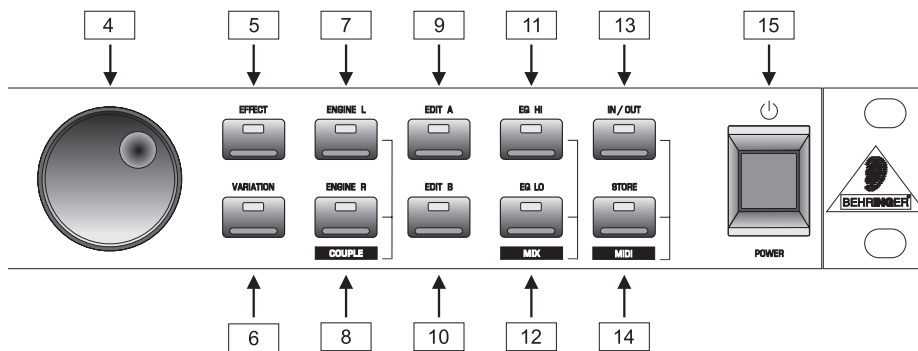 4 5 7 9 11 13 15
EFFECT ENGINE L EDIT A EQ HI IN / OUT
VARIATION ENGINE R EDIT B EQ LO STORE
BEHRINGER
COUPLE MIX MIDI POWER
6 8 10 12 14